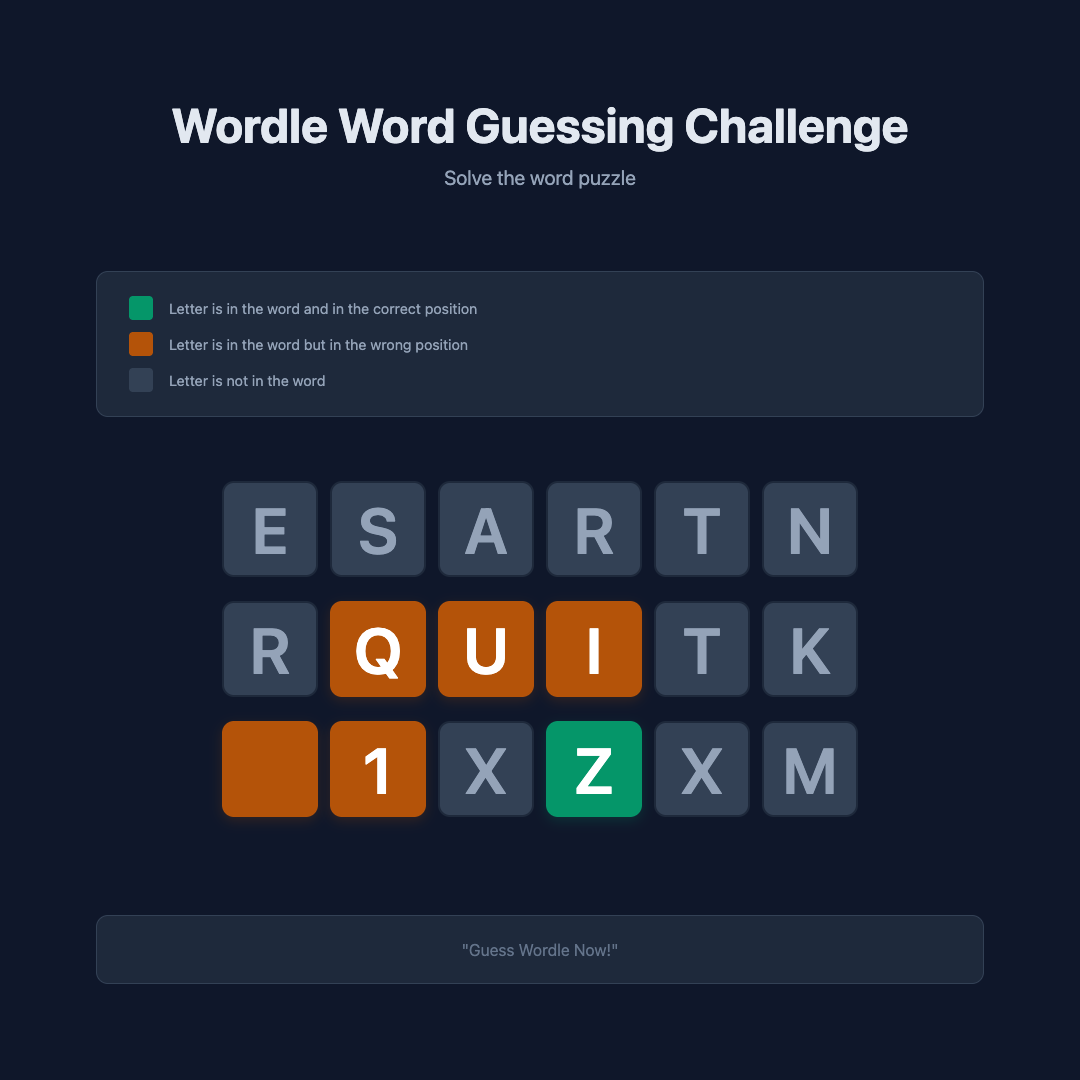 Wordle Word Guessing Challenge
Solve the word puzzle
Letter is in the word and in the correct position
Letter is in the word but in the wrong position
Letter is not in the word
E S A R T N
R Q U I T K
1 X Z X M
"Guess Wordle Now!"